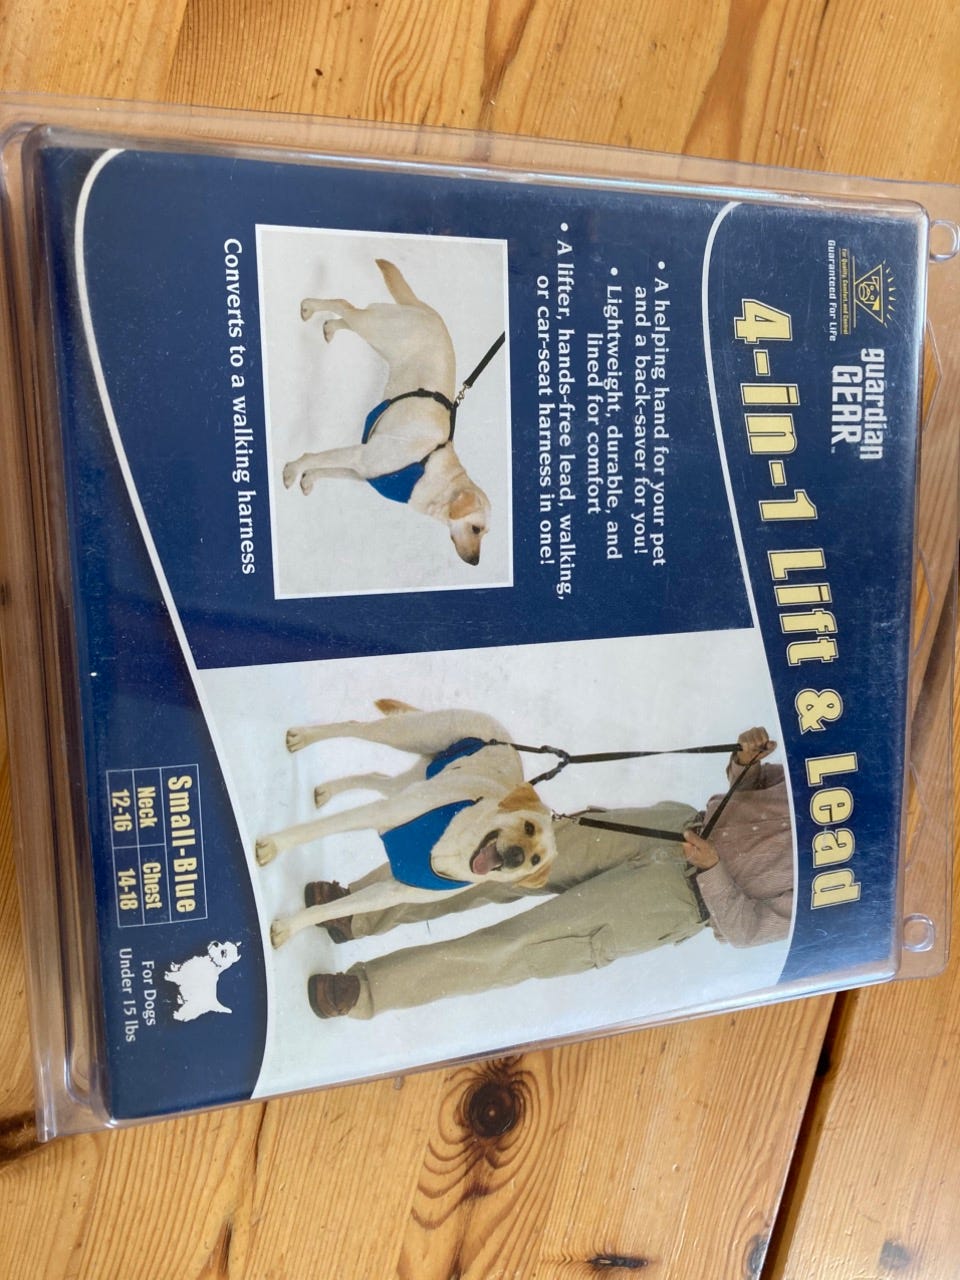 For Quality, Comfort, and Control
Guaranteed For Life
guardian
GEAR™
4-in-1 Lift & Lead
• A helping hand for your pet
and a back-saver for you!
• Lightweight, durable, and
lined for comfort
• A lifter, hands-free lead, walking,
or car-seat harness in one!
Converts to a walking harness
Small-Blue
Neck Chest
12-16 14-18
For Dogs
Under 15 lbs